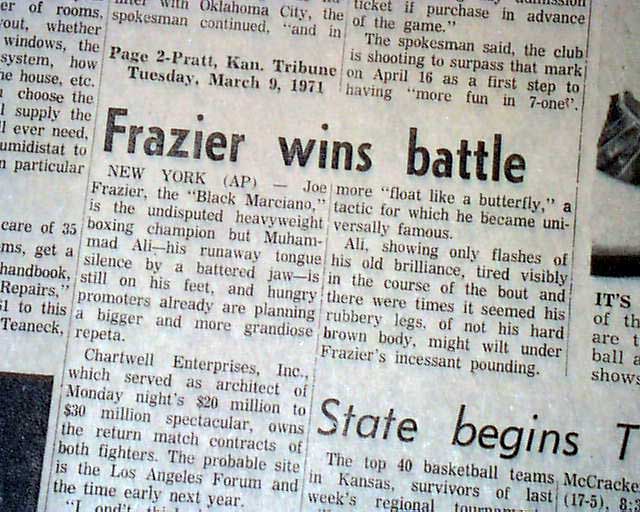 er of rooms,
out, whether
windows, the
system, how
e house, etc.
choose the
l supply the
l ever need,
umidistat to
n particular
care of 35
ms, get a
handbook,
Repairs,"
$1 to this
Teaneck,
with Oklahoma City, the
spokesman continued, "and in
Page 2-Pratt, Kan. Tribune
Tuesday, March 9, 1971
ticket if purchase in advance
of the game."
The spokesman said, the club
is shooting to surpass that mark
on April 16 as a first step to
having "more fun in 7-one".
Frazier wins battle
NEW YORK (AP) — Joe
Frazier, the "Black Marciano,"
is the undisputed heavyweight
boxing champion but Muham-
mad Ali—his runaway tongue
silence by a battered jaw—is
still on his feet, and hungry
promoters already are planning
a bigger and more grandiose
repeta.
Chartwell Enterprises, Inc.,
which served as architect of
Monday night's $20 million to
$30 million spectacular, owns
the return match contracts of
both fighters. The probable site
is the Los Angeles Forum and
the time early next year.
more "float like a butterfly," a
tactic for which he became uni-
versally famous.
Ali, showing only flashes of
his old brilliance, tired visibly
in the course of the bout and
there were times it seemed his
rubbery legs. of not his hard
brown body, might wilt under
Frazier's incessant pounding.
State begins T
The top 40 basketball teams
in Kansas, survivors of last
week's regional
McCracke
(17-5), 8:3
IT'S
of th
are t
ball a
shows